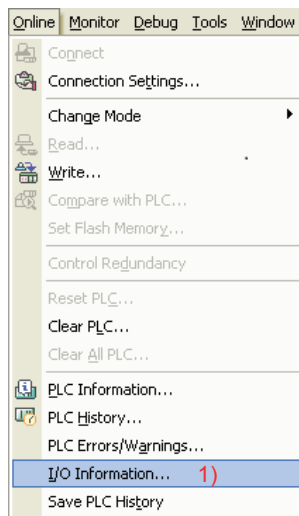 Online Monitor Debug Tools Window
Connect
Connection Settings...
Change Mode
Read...
Write...
Compare with PLC...
Set Flash Memory...
Control Redundancy
Reset PLC...
Clear PLC...
Clear All PLC...
PLC Information...
PLC History...
PLC Errors/Warnings...
I/O Information... 1)
Save PLC History